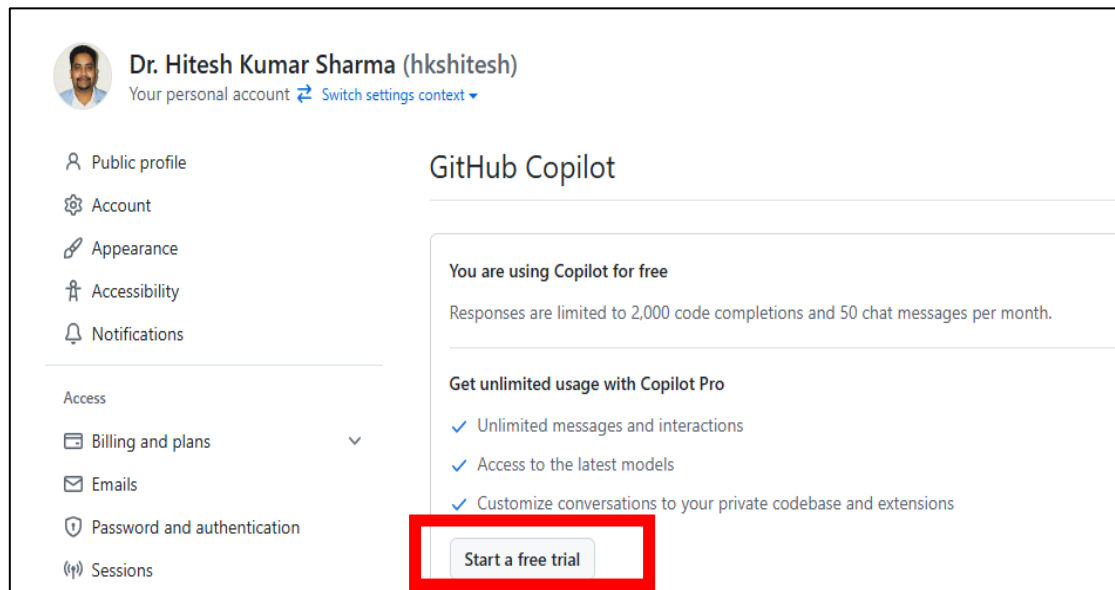 Dr. Hitesh Kumar Sharma (hkshitesh)
Your personal account Switch settings context
Public profile
Account
Appearance
Accessibility
Notifications
Access
Billing and plans
Emails
Password and authentication
Sessions
GitHub Copilot
You are using Copilot for free
Responses are limited to 2,000 code completions and 50 chat messages per month.
Get unlimited usage with Copilot Pro
Unlimited messages and interactions
Access to the latest models
Customize conversations to your private codebase and extensions
Start a free trial